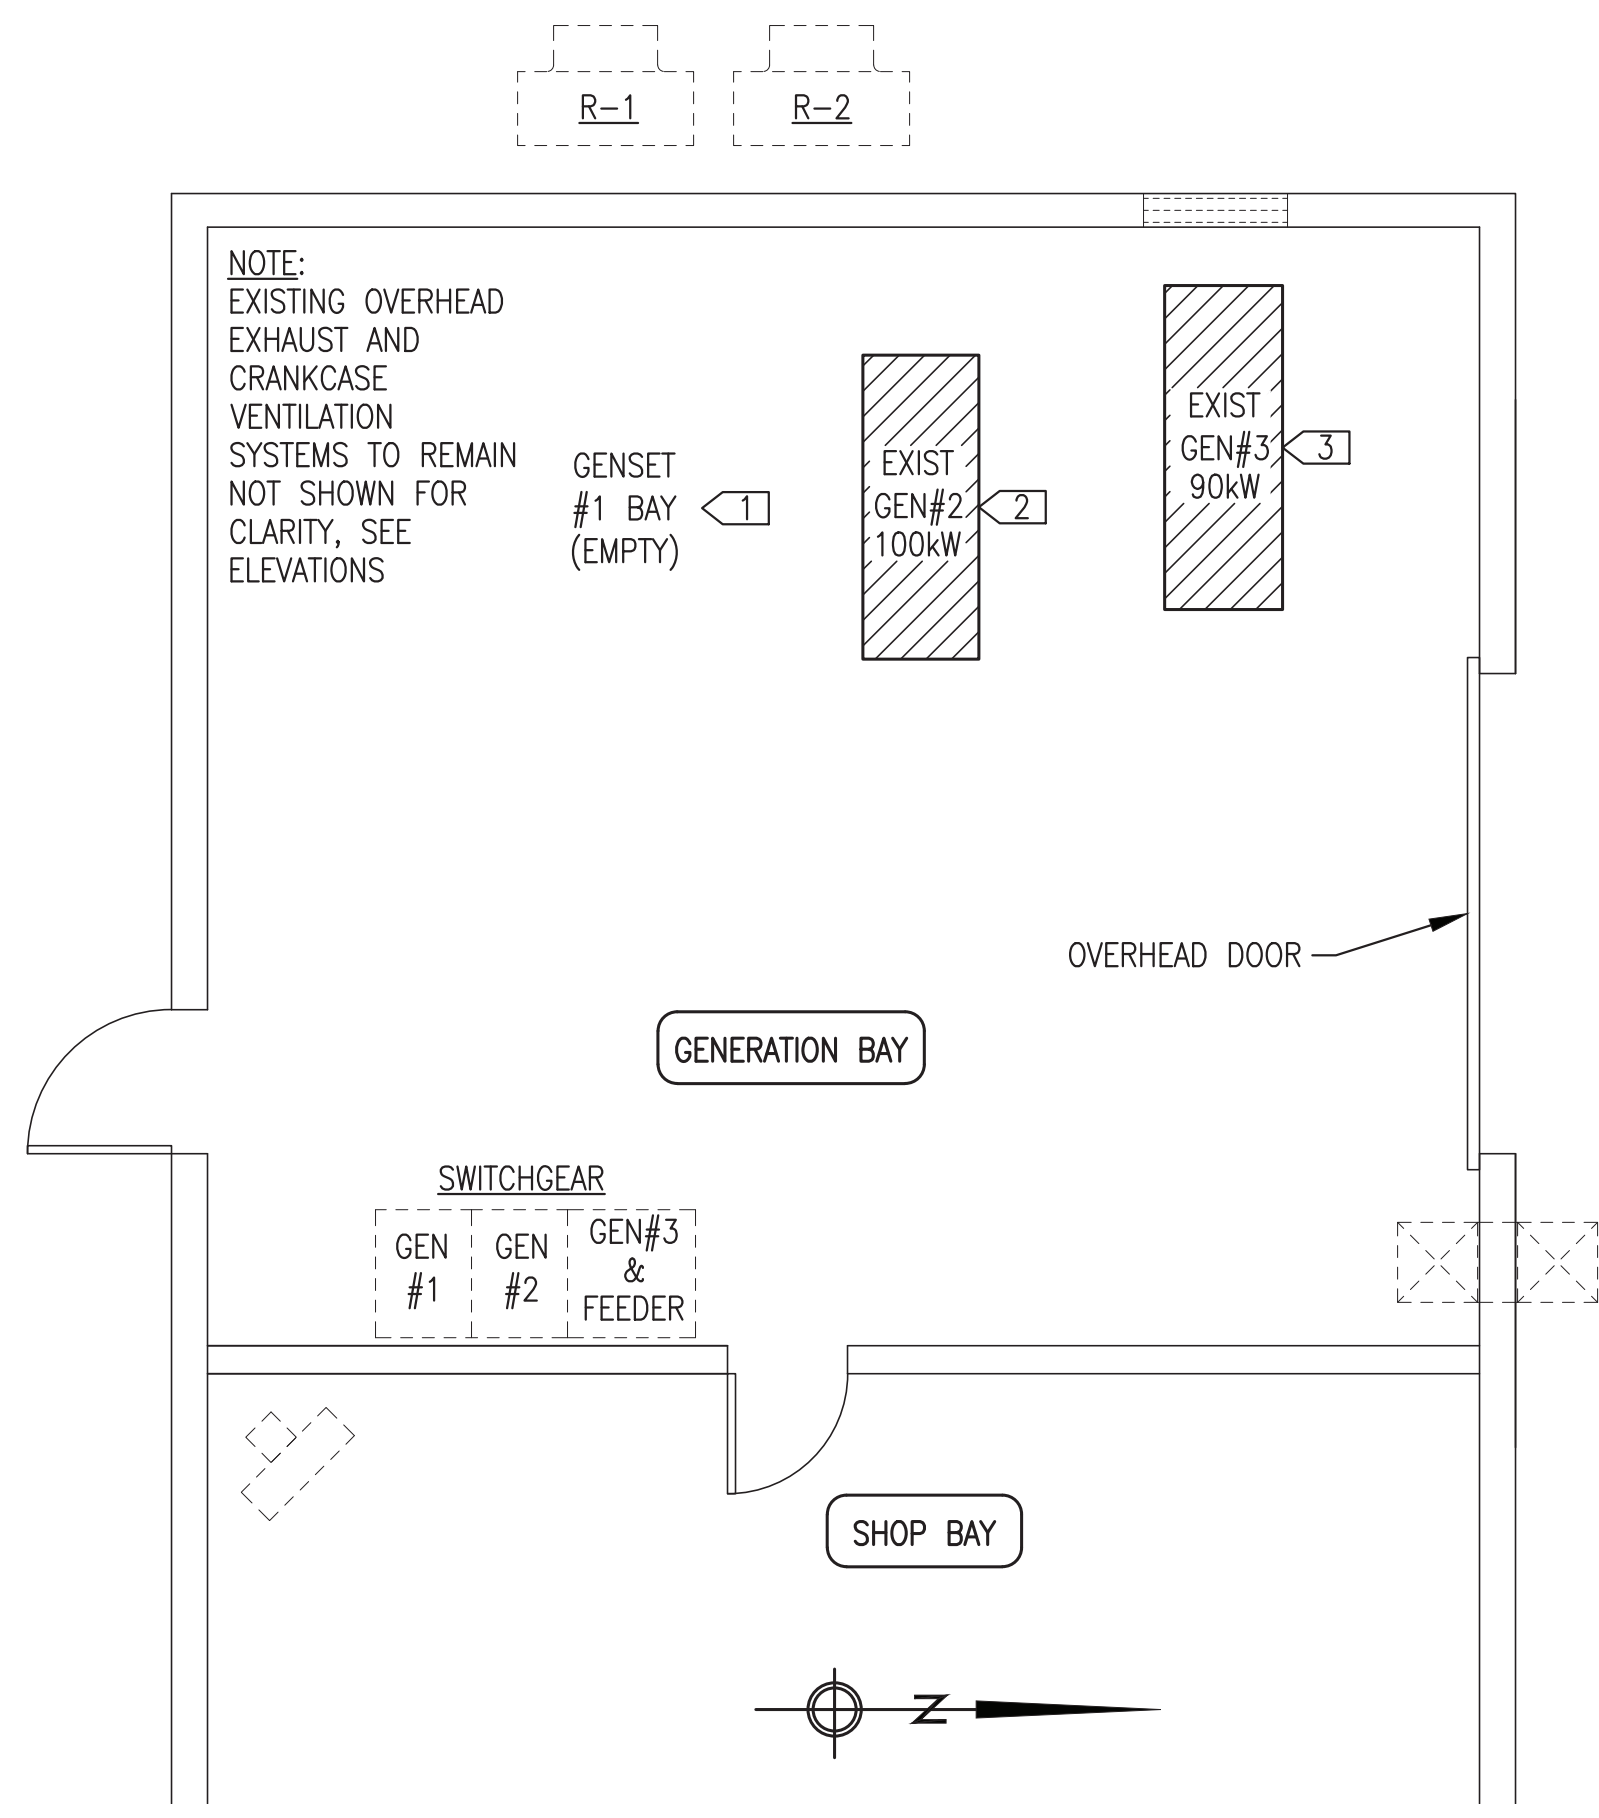 R-1
R-2
NOTE:
EXISTING OVERHEAD
EXHAUST AND
CRANKCASE
VENTILATION
SYSTEMS TO REMAIN
NOT SHOWN FOR
CLARITY, SEE
ELEVATIONS
GENSET
#1 BAY
(EMPTY)
1
EXIST
GEN#2
100kW
2
EXIST
GEN#3
90kW
3
OVERHEAD DOOR
GENERATION BAY
SWITCHGEAR
GEN
#1
GEN
#2
GEN#3
&
FEEDER
SHOP BAY
N